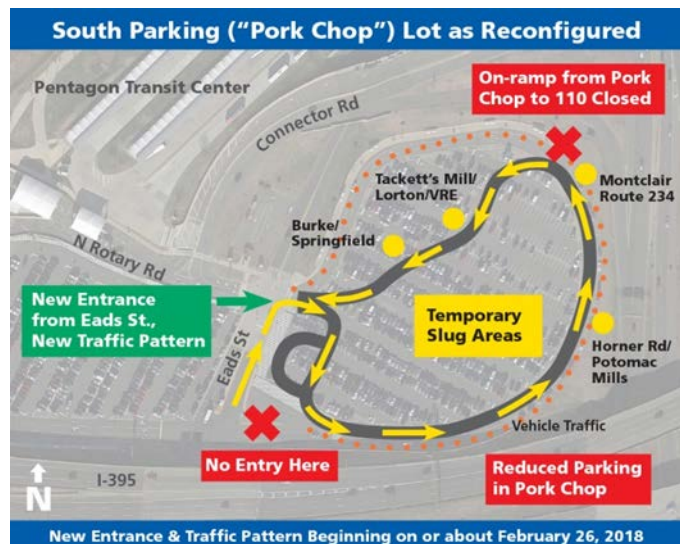 South Parking (“Pork Chop”) Lot as Reconfigured
Pentagon Transit Center
Connector Rd
On-ramp from Pork
Chop to 110 Closed
Tackett's Mill/
Lorton/VRE
Montclair
Route 234
Burke/
Springfield
N Rotary Rd
New Entrance
from Eads St.,
New Traffic Pattern
Temporary
Slug Areas
Eads St
Horner Rd/
Potomac
Mills
Vehicle Traffic
No Entry Here
Reduced Parking
in Pork Chop
I-395
N
New Entrance & Traffic Pattern Beginning on or about February 26, 2018